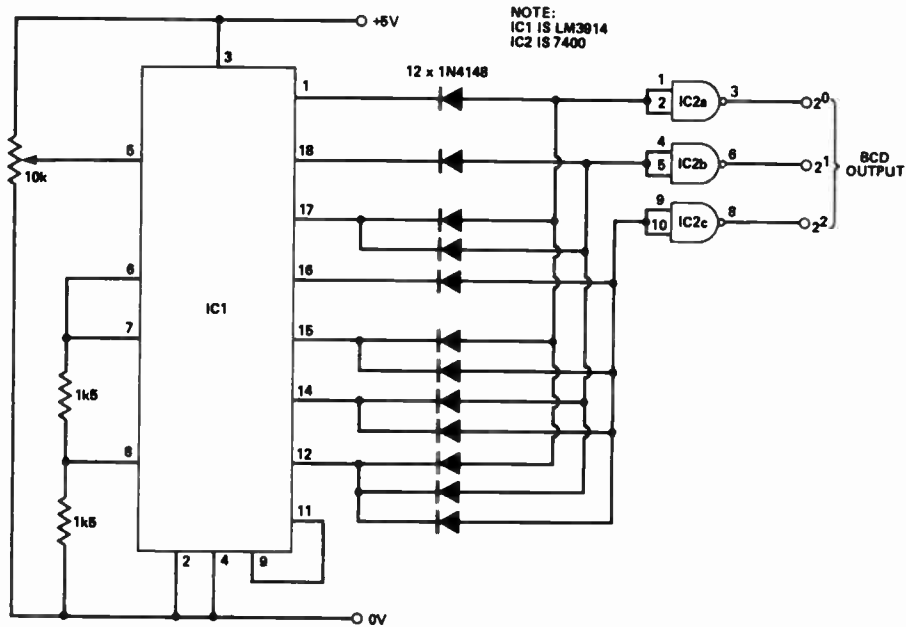 NOTE:
IC1 IS LM3914
IC2 IS 7400
+5V
3
12 x 1N4148
1
1
2
IC2a
3
2⁰
5
10k
18
4
5
IC2b
6
2¹
BCD
OUTPUT
17
9
10
IC2c
8
2²
6
16
IC1
7
15
1k5
14
8
12
1k5
11
2
4
9
0V